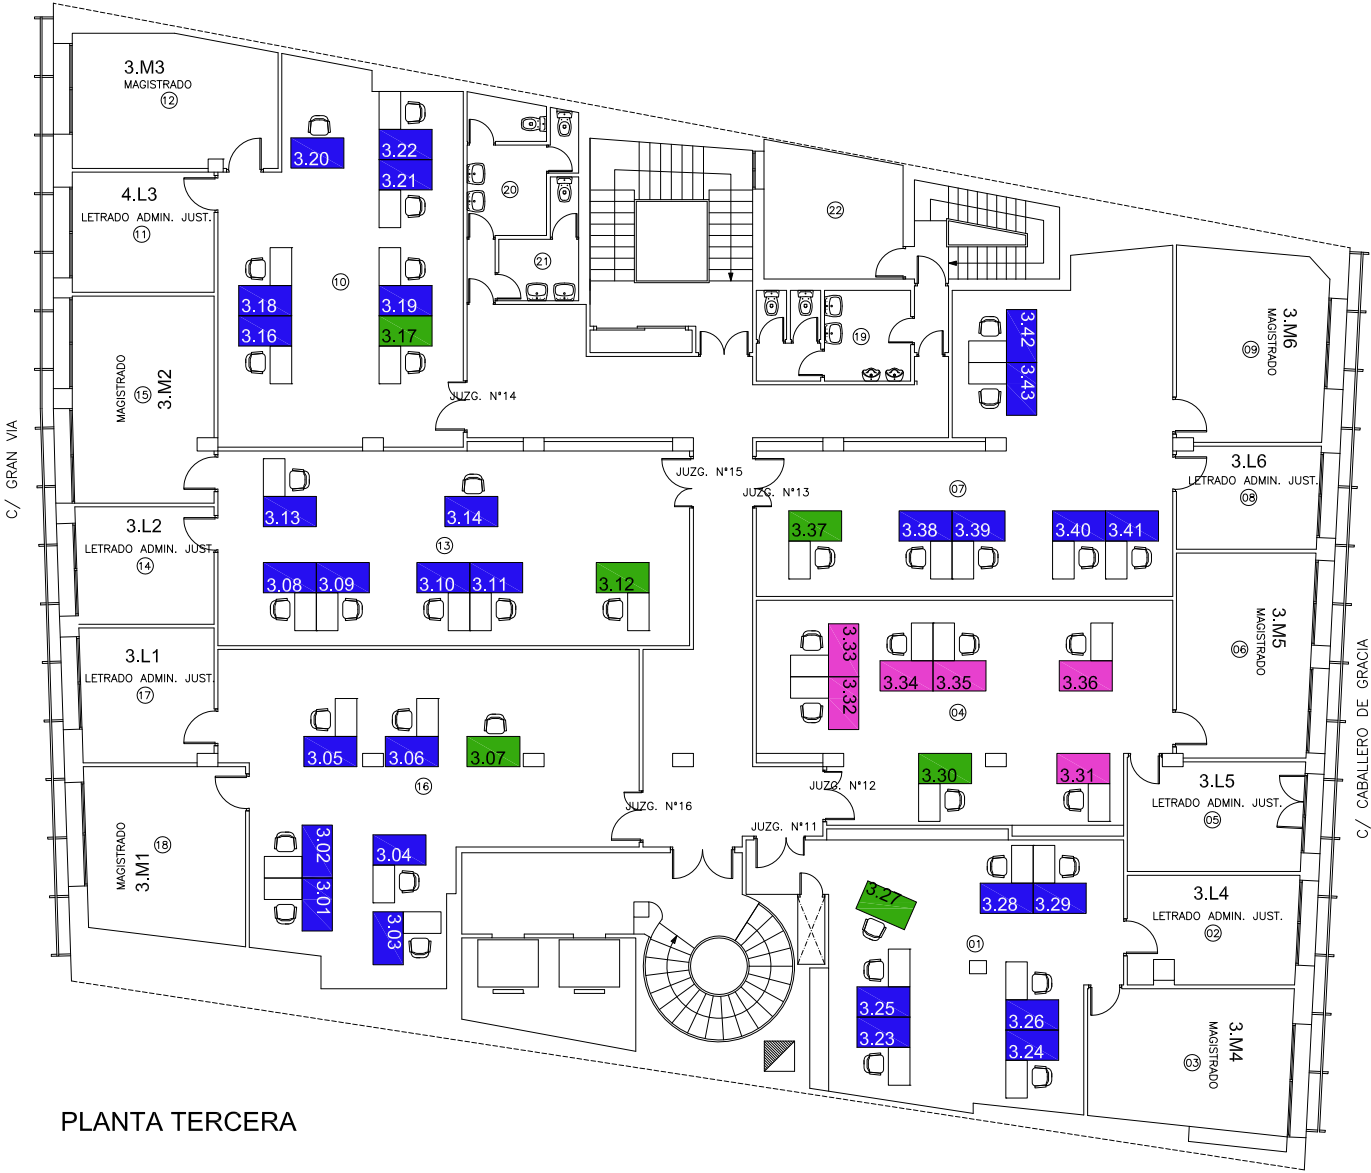 3.M3
MAGISTRADO
12
3.20
3.22
3.21
4.L3
LETRADO ADMIN. JUST.
11
10
3.18
3.16
3.19
3.17
20
21
22
19
3.42
3.43
3.M6
MAGISTRADO
09
MAGISTRADO
15
3.M2
JUZG. Nº14
C/ GRAN VIA
JUZG. Nº15
JUZG. Nº13
3.13
3.14
13
3.08
3.09
3.10
3.11
3.12
3.L2
LETRADO ADMIN. JUST.
14
07
3.37
3.38
3.39
3.40
3.41
3.L6
LETRADO ADMIN. JUST.
08
3.L1
LETRADO ADMIN. JUST.
17
3.33
3.32
3.34
3.35
3.36
04
3.M5
MAGISTRADO
06
C/ CABALLERO DE GRACIA
3.05
3.06
3.07
16
3.30
3.31
JUZG. Nº12
JUZG. Nº16
JUZG. Nº11
3.L5
LETRADO ADMIN. JUST.
05
MAGISTRADO
3.M1
18
3.02
3.01
3.04
3.03
3.27
3.28
3.29
01
3.L4
LETRADO ADMIN. JUST.
02
3.25
3.23
3.26
3.24
3.M4
MAGISTRADO
03
PLANTA TERCERA